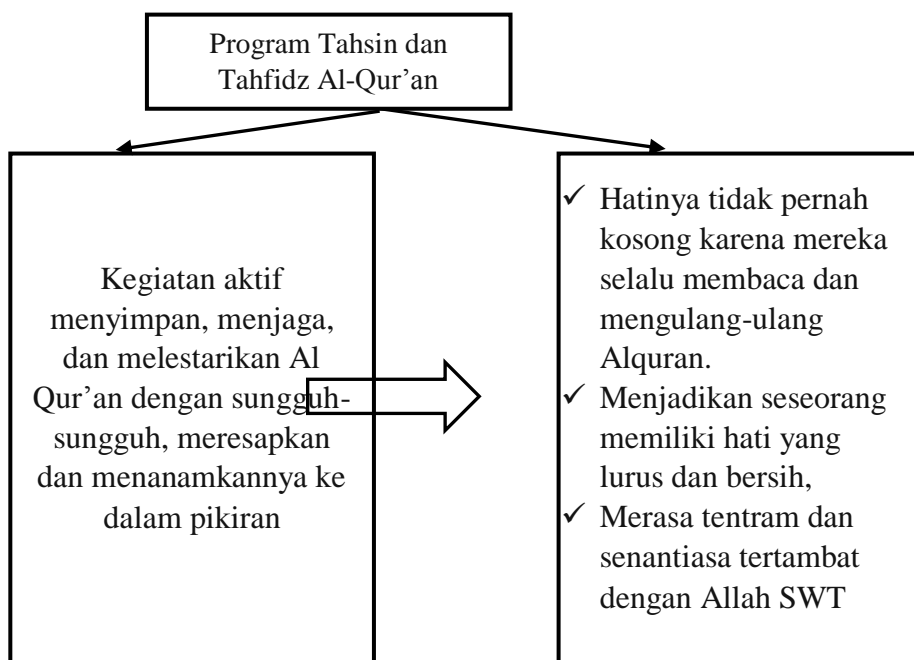 Program Tahsin dan
Tahfidz Al-Qur’an
Kegiatan aktif
menyimpan, menjaga,
dan melestarikan Al
Qur’an dengan sungguh-
sungguh, meresapkan
dan menanamkannya ke
dalam pikiran
✓ Hatinya tidak pernah
kosong karena mereka
selalu membaca dan
mengulang-ulang
Alquran.
✓ Menjadikan seseorang
memiliki hati yang
lurus dan bersih,
✓ Merasa tentram dan
senantiasa tertambat
dengan Allah SWT